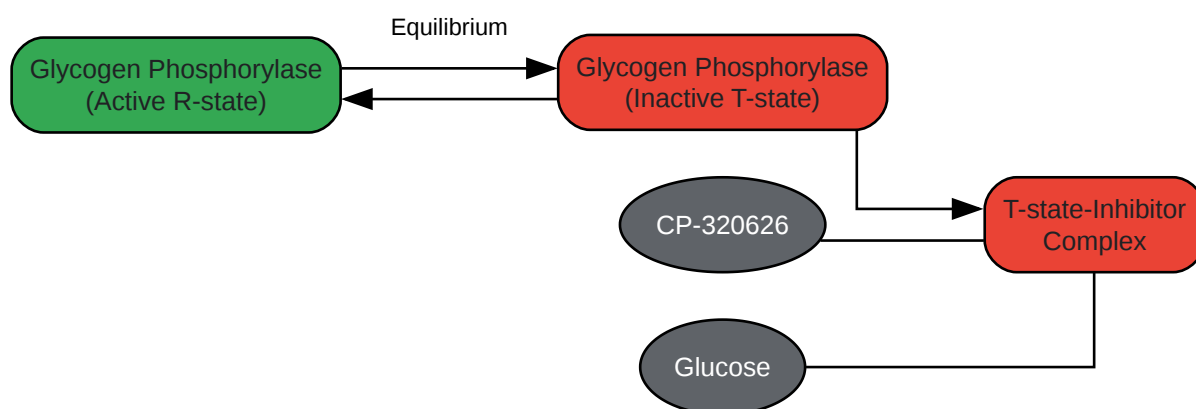 Equilibrium
Glycogen Phosphorylase
(Active R-state)
Glycogen Phosphorylase
(Inactive T-state)
CP-320626
T-state-Inhibitor
Complex
Glucose